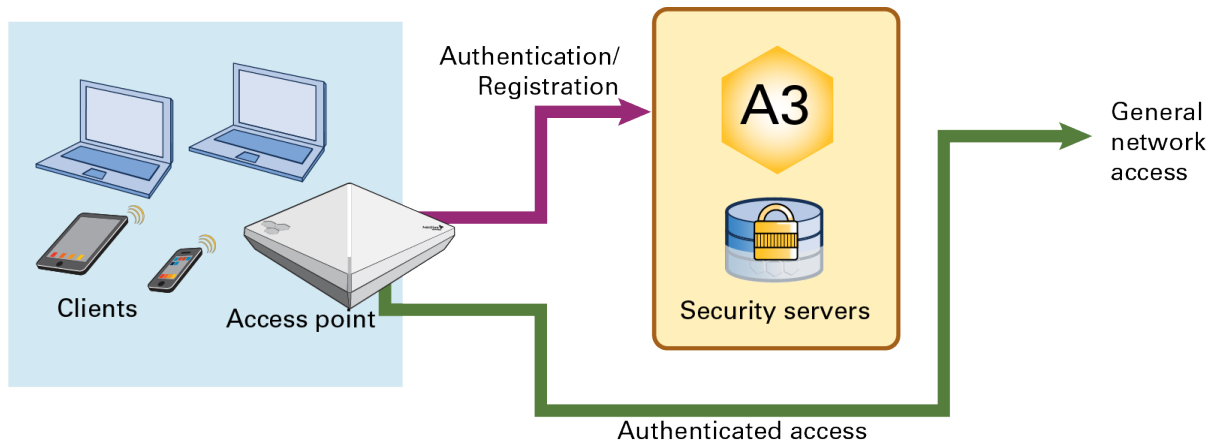 Authentication/
Registration
A3
General
network
access
Clients
Access point
Security servers
Authenticated access